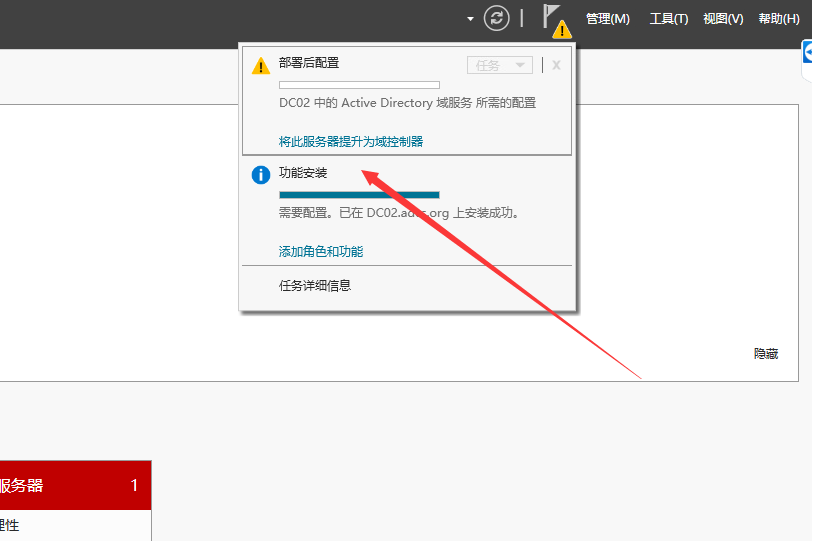 管理(M) 工具(T) 视图(V) 帮助(H)
部署后配置
任务 X
DC02 中的 Active Directory 域服务 所需的配置
将此服务器提升为域控制器
功能安装
需要配置。已在 DC02.ad org 上安装成功。
添加角色和功能
任务详细信息
隐藏
服务器 1
理性